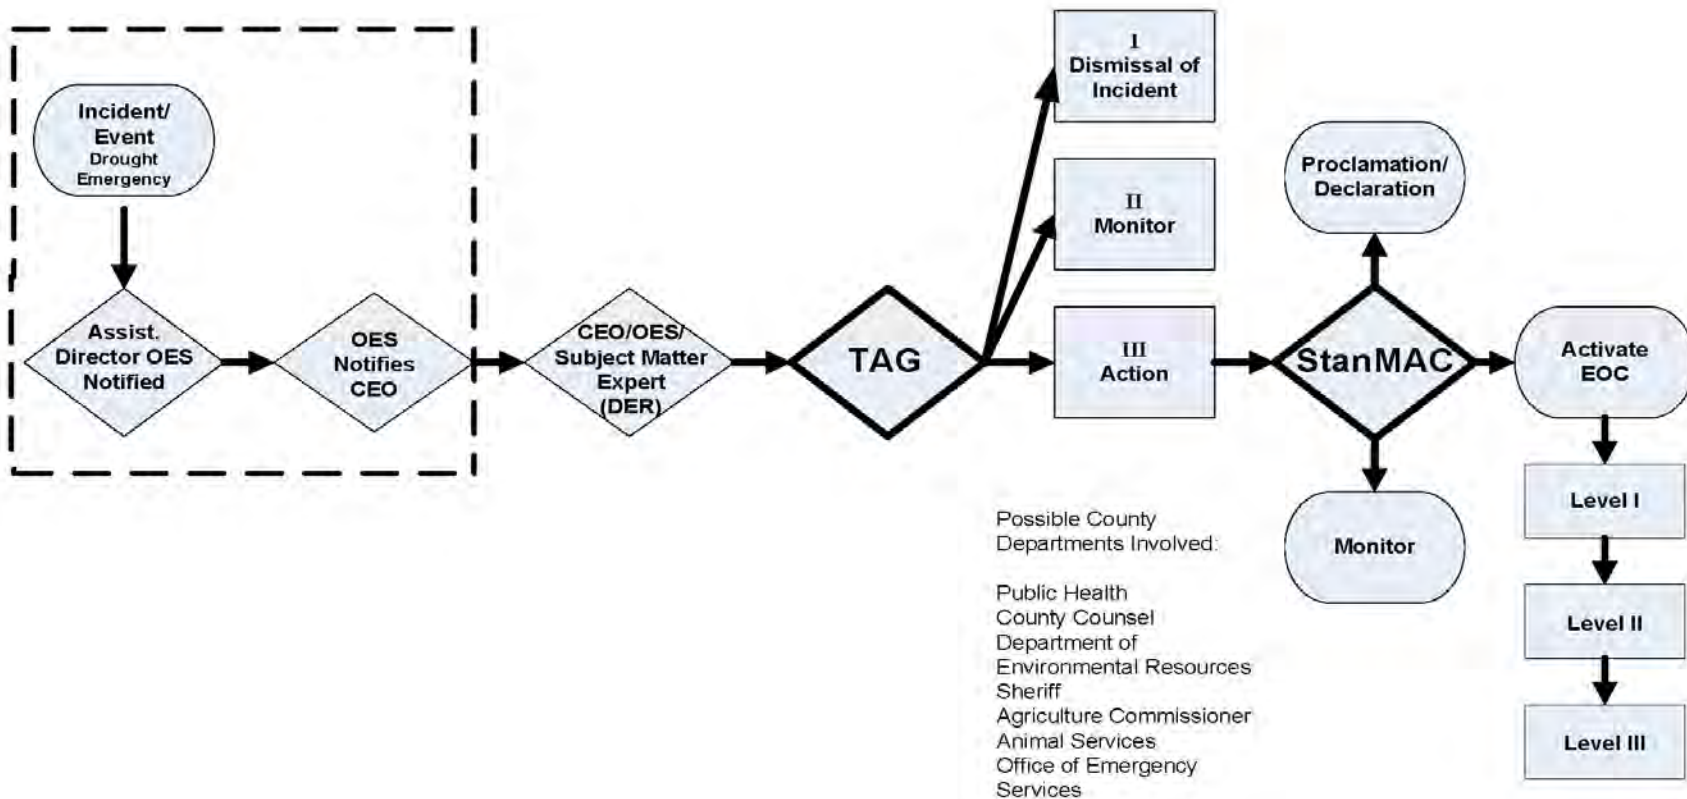 Incident/
Event
Drought
Emergency
Assist.
Director OES
Notified
OES
Notifies
CEO
CEO/OES/
Subject Matter
Expert
(DER)
TAG
I
Dismissal of
Incident
II
Monitor
III
Action
Proclamation/
Declaration
StanMAC
Monitor
Activate
EOC
Level I
Level II
Level III
Possible County
Departments Involved:
Public Health
County Counsel
Department of
Environmental Resources
Sheriff
Agriculture Commissioner
Animal Services
Office of Emergency
Services